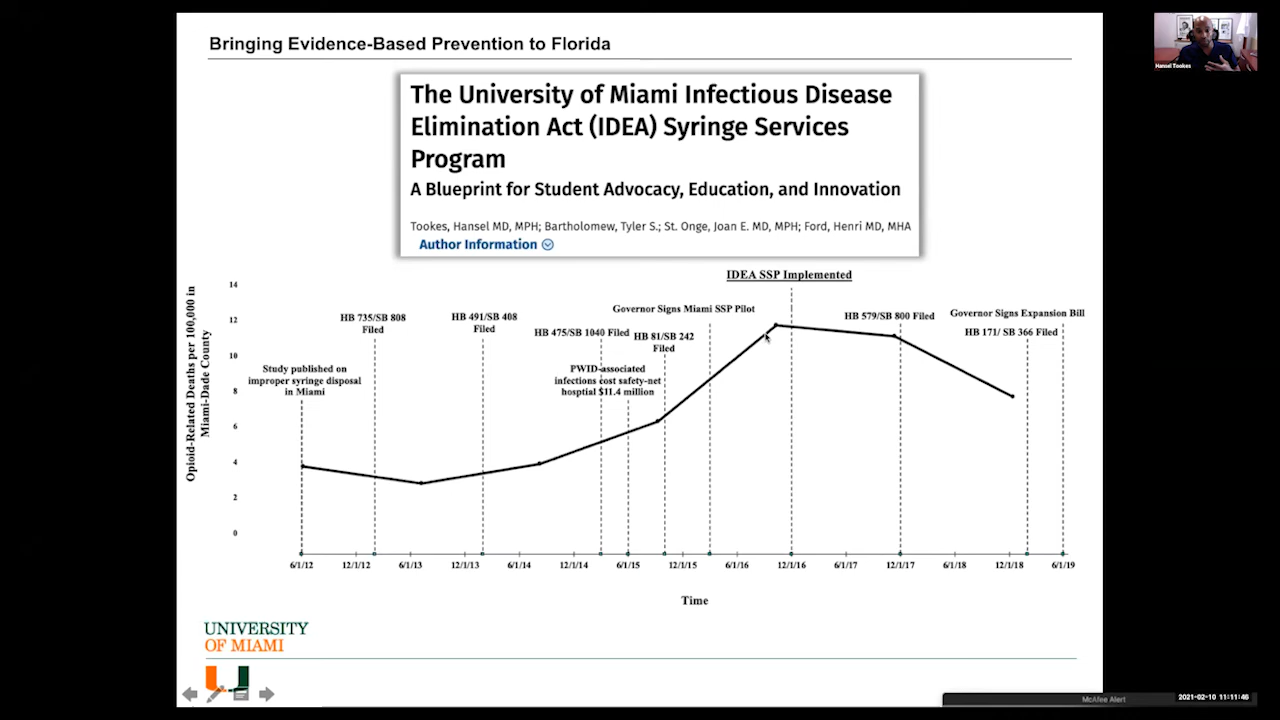 Bringing Evidence-Based Prevention to Florida
Hansel Tookes
The University of Miami Infectious Disease
Elimination Act (IDEA) Syringe Services
Program
A Blueprint for Student Advocacy, Education, and Innovation
Tookes, Hansel MD, MPH; Bartholomew, Tyler S.; St. Onge, Joan E. MD, MPH; Ford, Henri MD, MHA
Author Information
IDEA SSP Implemented
Opioid-Related Deaths per 100,000 in
Miami-Dade County
14
12
10
8
6
4
2
0
Study published on
improper syringe disposal
in Miami
HB 735/SB 808
Filed
HB 491/SB 408
Filed
HB 475/SB 1040 Filed
PWID-associated
infections cost safety-net
hosptial $11.4 million
HB 81/SB 242
Filed
Governor Signs Miami SSP Pilot
HB 579/SB 800 Filed
Governor Signs Expansion Bill
HB 171/ SB 366 Filed
6/1/12
12/1/12
6/1/13
12/1/13
6/1/14
12/1/14
6/1/15
12/1/15
6/1/16
12/1/16
6/1/17
12/1/17
6/1/18
12/1/18
6/1/19
Time
UNIVERSITY
OF MIAMI
McAfee Alert
2021-02-10 11:11:46